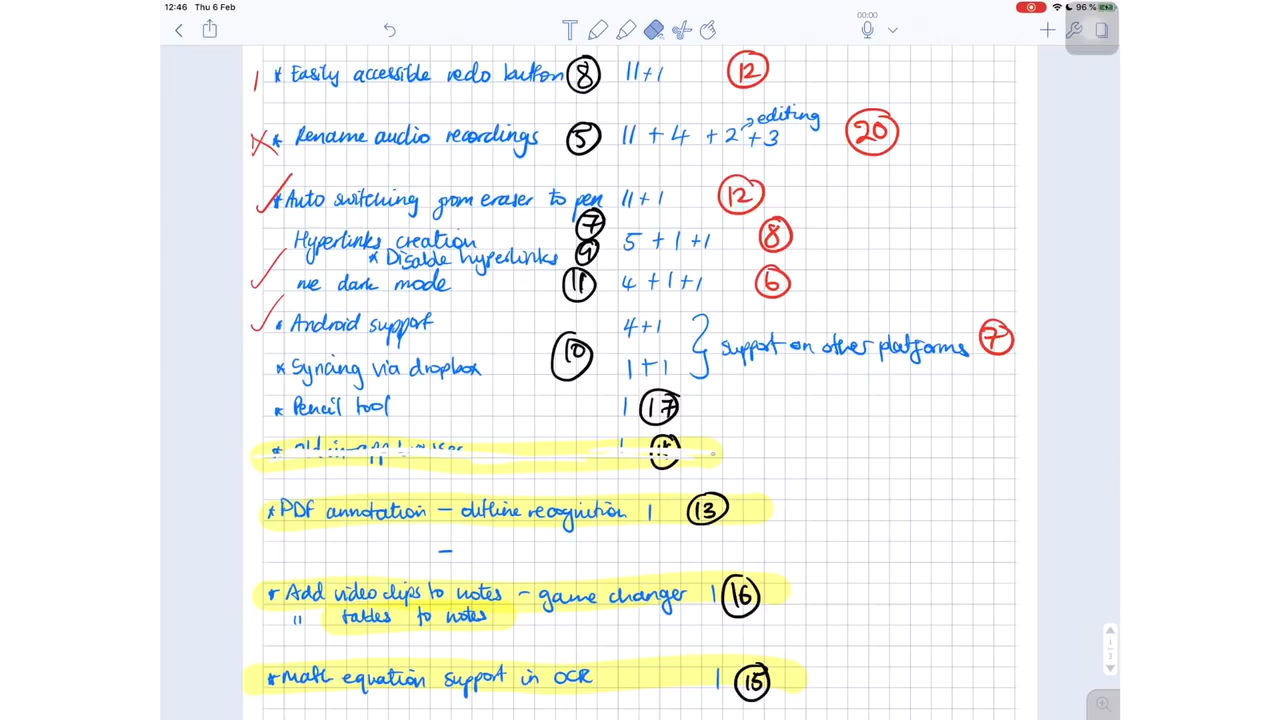 12:46 Thu 6 Feb
96 %
T
00:00
1 * Easily accessible redo button 8 11+1 12
editing
x * Rename audio recordings 5 11 + 4 + 2 + 3 20
* Auto switching from eraser to pen 11+1 12
7
Hyperlinks creation 5 + 1 +1 8
* Disable hyperlinks 9
me dark mode 11 4 + 1 + 1 6
* Android support 4+1
support on other platforms 7
* Syncing via dropbox 10 1+1
* Pencil tool 1 17
* PDF annotation - outline recognition 1 13
-
* Add video clips to notes - game changer 1 16
" tables to notes
* Math equation support in OCR 1 15
1
3